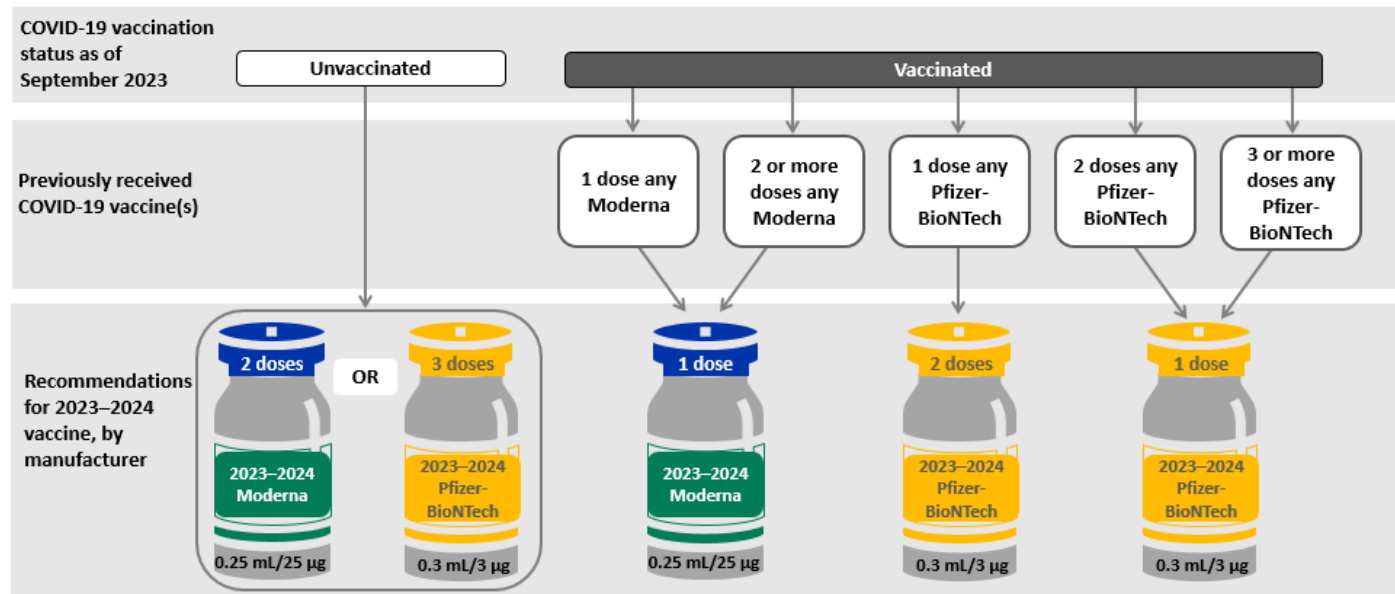 COVID-19 vaccination
status as of
September 2023
Unvaccinated
Vaccinated
Previously received
COVID-19 vaccine(s)
1 dose any
Moderna
2 or more
doses any
Moderna
1 dose any
Pfizer-
BioNTech
2 doses any
Pfizer-
BioNTech
3 or more
doses any
Pfizer-
BioNTech
Recommendations
for 2023–2024
vaccine, by
manufacturer
2 doses
2023–2024
Moderna
0.25 mL/25 µg
OR
3 doses
2023–2024
Pfizer-
BioNTech
0.3 mL/3 µg
1 dose
2023–2024
Moderna
0.25 mL/25 µg
2 doses
2023–2024
Pfizer-
BioNTech
0.3 mL/3 µg
1 dose
2023–2024
Pfizer-
BioNTech
0.3 mL/3 µg